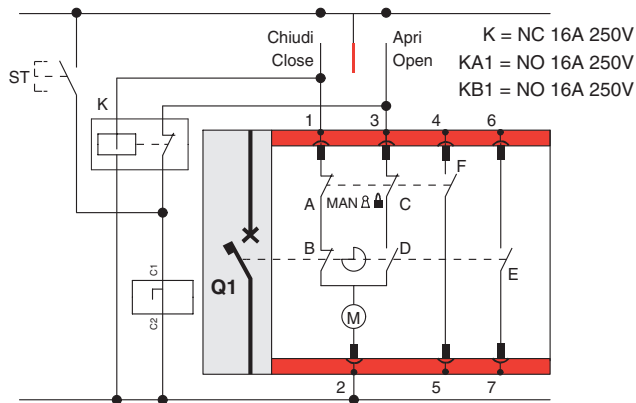 Chiudi
Close
Apri
Open
K = NC 16A 250V
KA1 = NO 16A 250V
KB1 = NO 16A 250V
ST
K
1
3
4
6
A
MAN
C
F
B
D
E
Q1
M
C1
C2
2
5
7